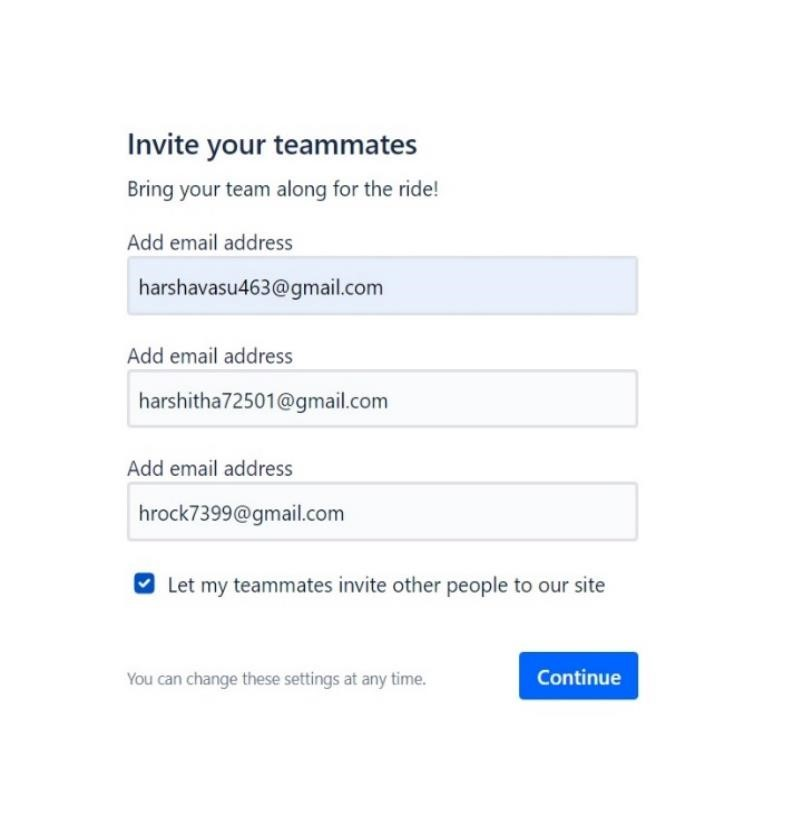 Invite your teammates
Bring your team along for the ride!
Add email address
harshavasu463@gmail.com
Add email address
harshitha72501@gmail.com
Add email address
hrock7399@gmail.com
Let my teammates invite other people to our site
You can change these settings at any time.
Continue